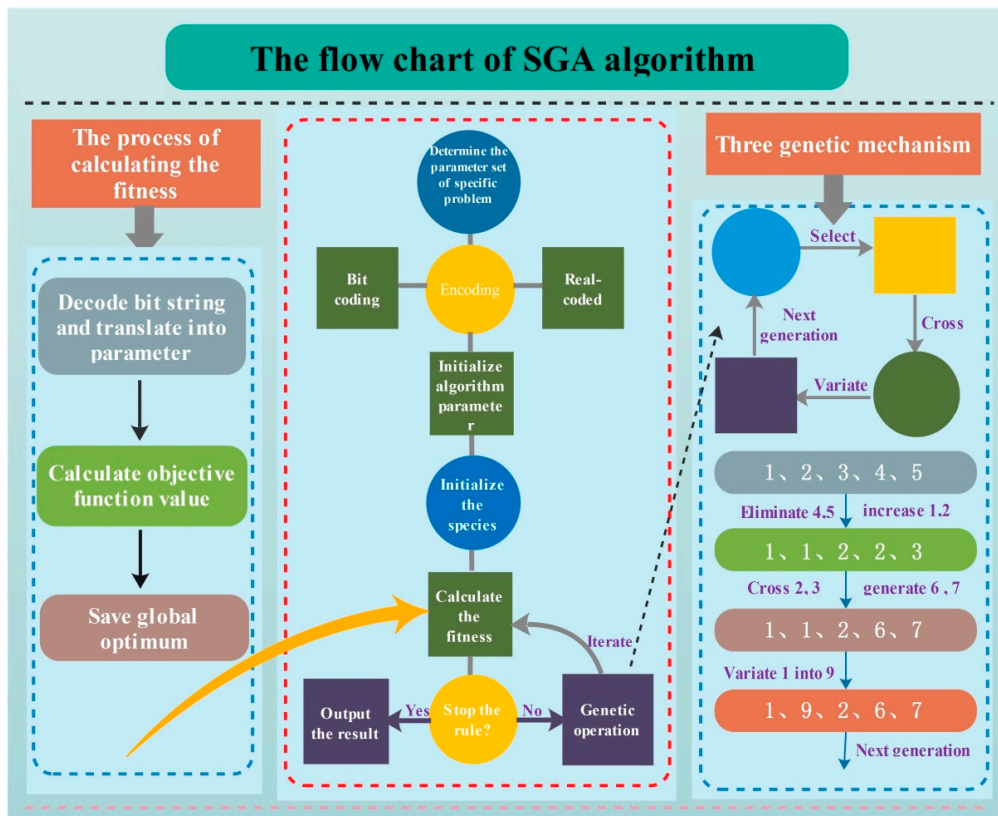 The flow chart of SGA algorithm
The process of
calculating the
fitness
Decode bit string
and translate into
parameter
Calculate objective
function value
Save global
optimum
Determine the
parameter set
of specific
problem
Bit
coding
Encoding
Real-
coded
Initialize
algorithm
paramete
r
Initialize
the
species
Calculate
the
fitness
Iterate
Output
the result
Yes
Stop the
rule?
No
Genetic
operation
Three genetic mechanism
Select
Next
generation
Cross
Variate
1、2、3、4、5
Eliminate 4,5 increase 1,2
1、1、2、2、3
Cross 2, 3 generate 6 , 7
1、1、2、6、7
Variate 1 into 9
1、9、2、6、7
Next generation